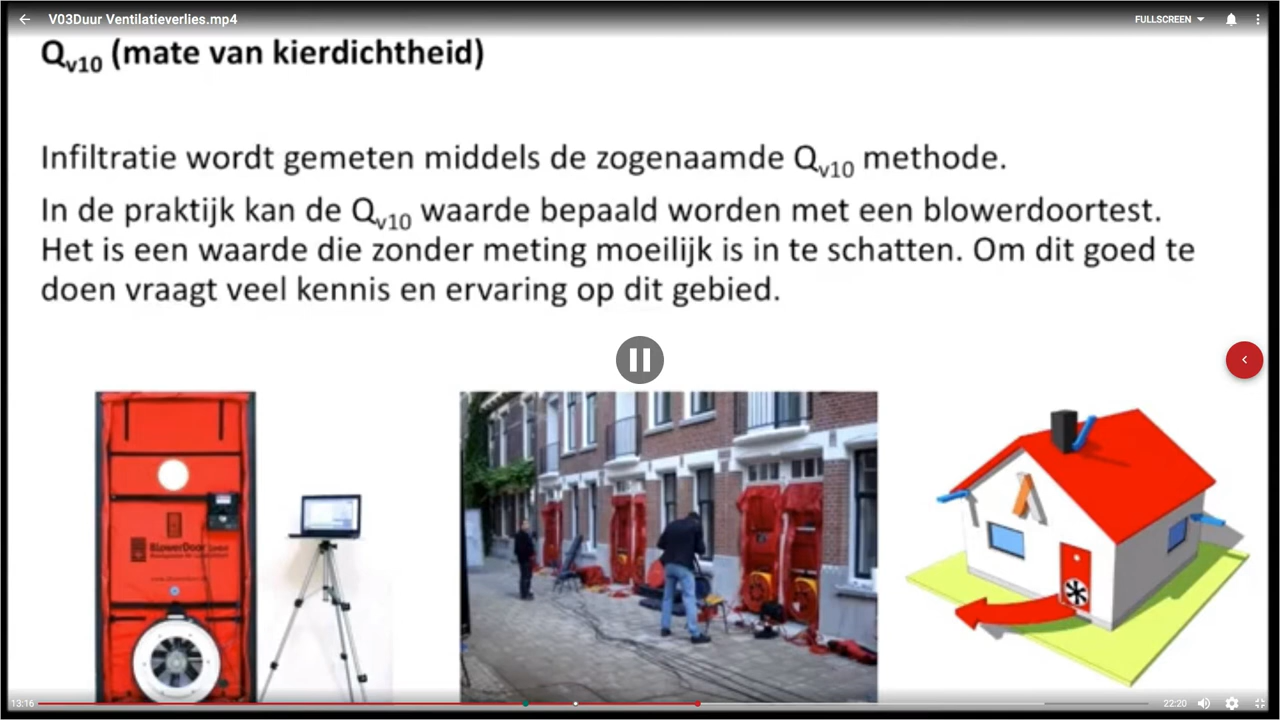 V03Duur Ventilatieverlies.mp4
FULLSCREEN
Qv10 (mate van kierdichtheid)
Infiltratie wordt gemeten middels de zogenaamde Qv10 methode.
In de praktijk kan de Qv10 waarde bepaald worden met een blowerdoortest.
Het is een waarde die zonder meting moeilijk is in te schatten. Om dit goed te
doen vraagt veel kennis en ervaring op dit gebied.
BlowerDoor
13:16
22:20